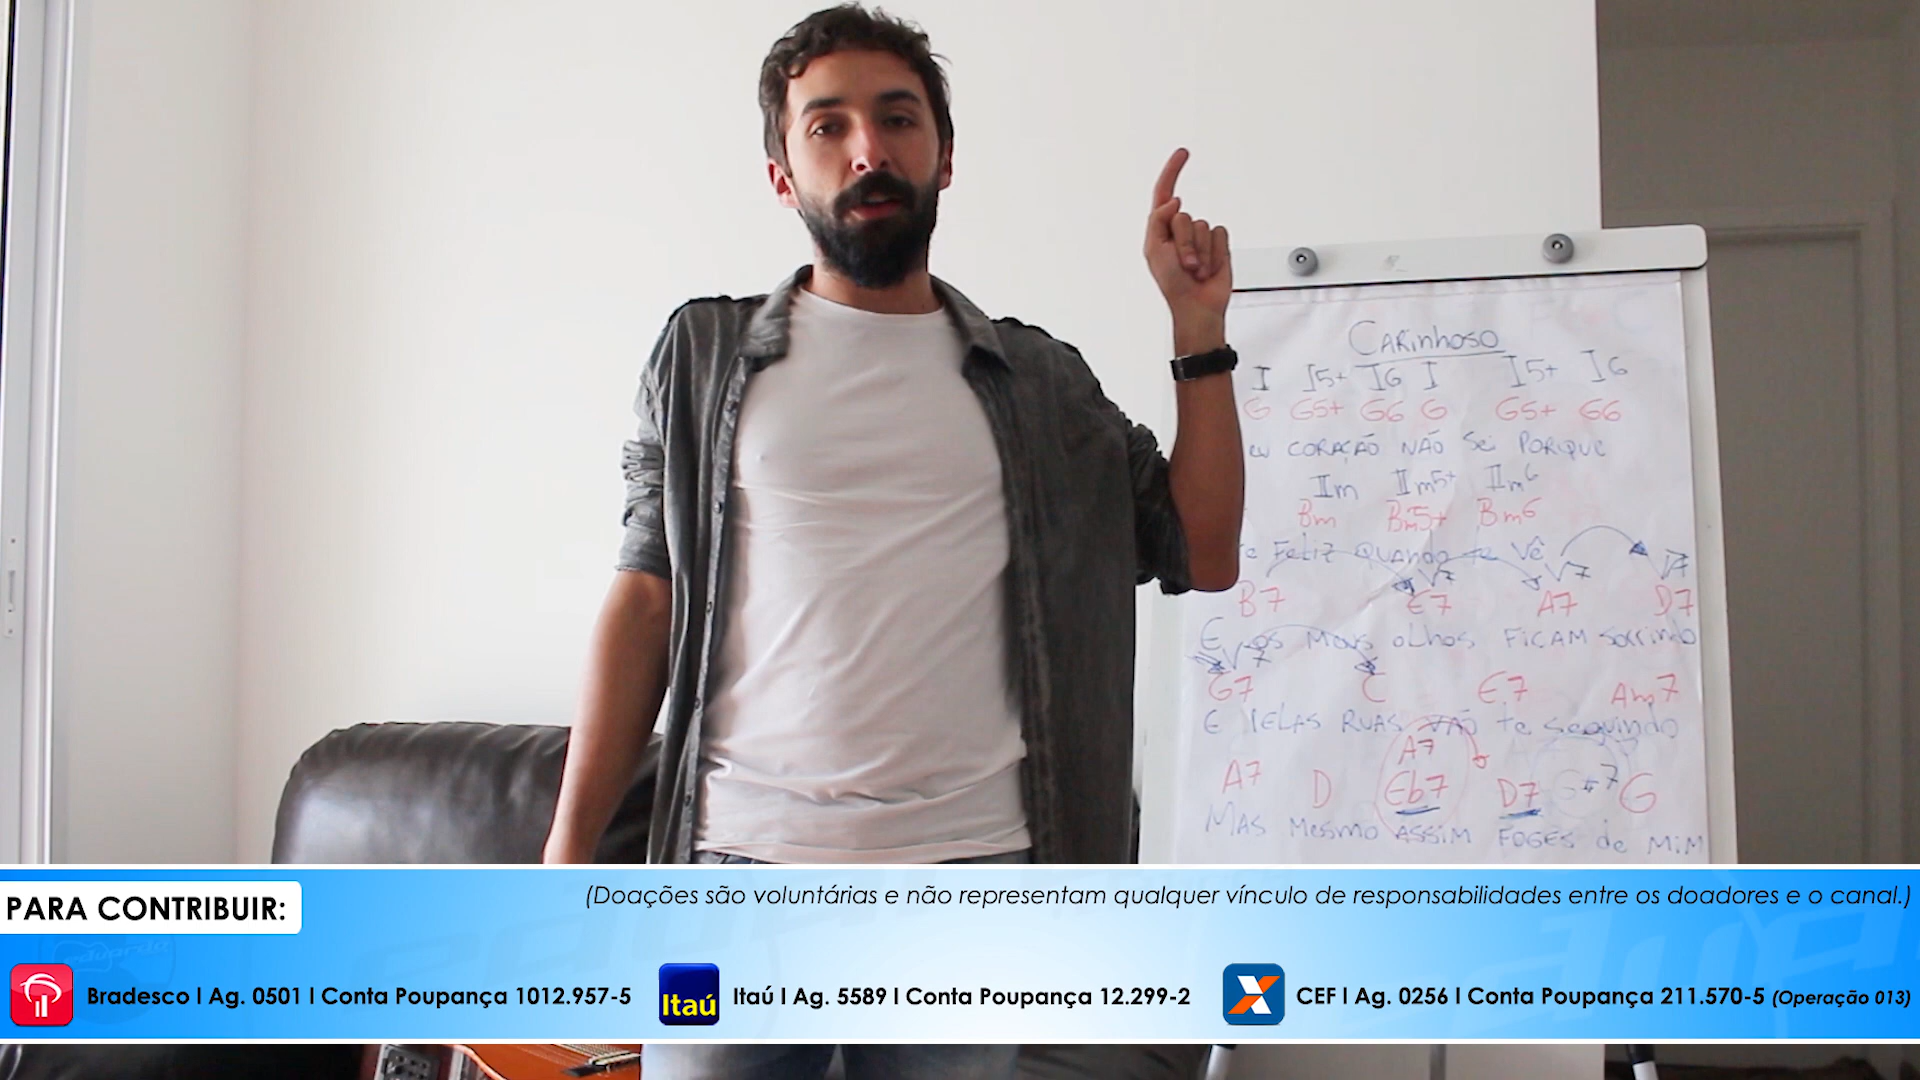 CARinhoso
I I5+ I6 I I5+ I6
G G5+ G6 G G5+ G6
eu CORAÇÃO NÃO Sei PORQUE
IIm IIm5+ IIm6
Bm Bm5+ Bm6
te Feliz QUANDO te Vê
V7 V7 V7
B7 E7 A7 D7
E os meus oLhos FiCAM sorrindo
V7
G7 C E7 Am7
E PELAS RUAS VÃO te seguindo
A7
A7 D Eb7 D7 G#7 G
MAS mesmo ASSIM FOGES de MiM
PARA CONTRIBUIR:
(Doações são voluntárias e não representam qualquer vínculo de responsabilidades entre os doadores e o canal.)
Bradesco | Ag. 0501 | Conta Poupança 1012.957-5
Itaú
Itaú | Ag. 5589 | Conta Poupança 12.299-2
CEF | Ag. 0256 | Conta Poupança 211.570-5 (Operação 013)